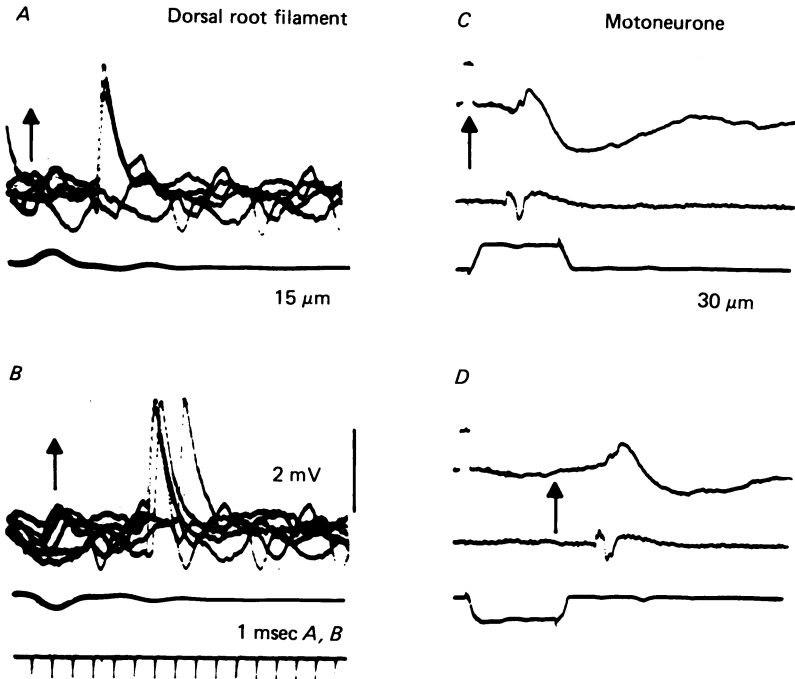 A
Dorsal root filament
C
Motoneurone
15 μm
30 μm
B
D
2 mV
1 msec A, B